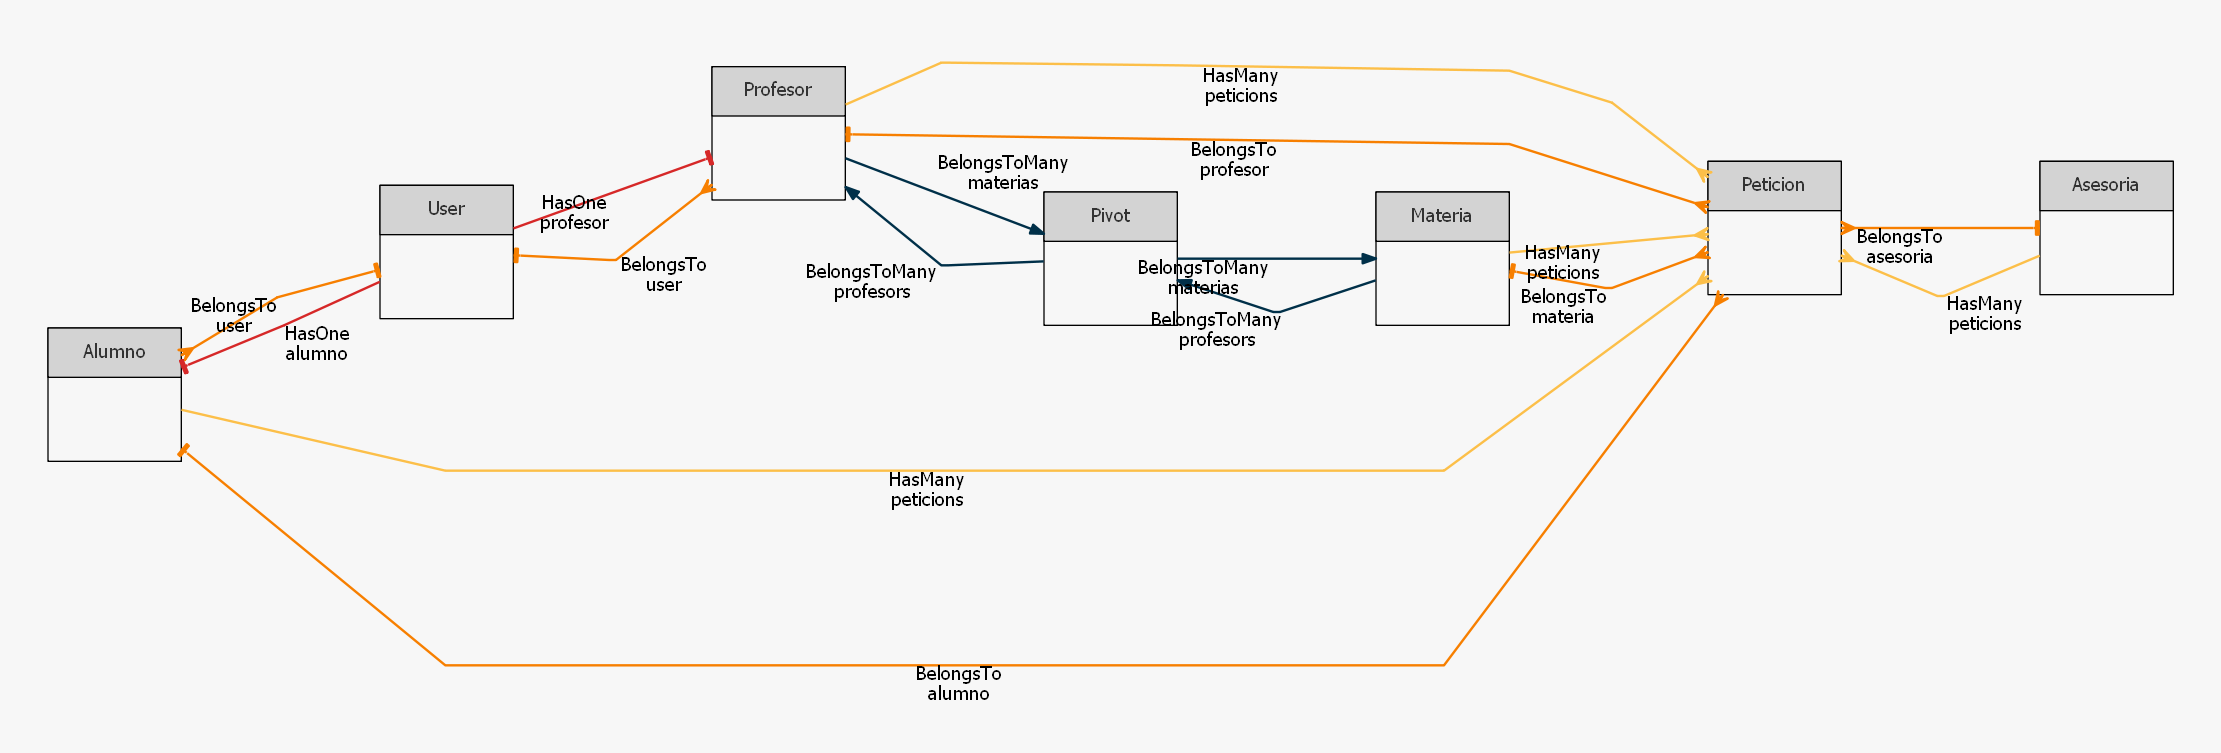 Profesor
HasMany
peticions
BelongsTo
profesor
BelongsToMany
materias
Peticion
Asesoria
User
HasOne
profesor
Pivot
Materia
BelongsTo
user
BelongsToMany
profesors
BelongsToMany
materias
HasMany
peticions
BelongsTo
asesoria
BelongsTo
user
HasOne
alumno
BelongsToMany
profesors
BelongsTo
materia
HasMany
peticions
Alumno
HasMany
peticions
BelongsTo
alumno